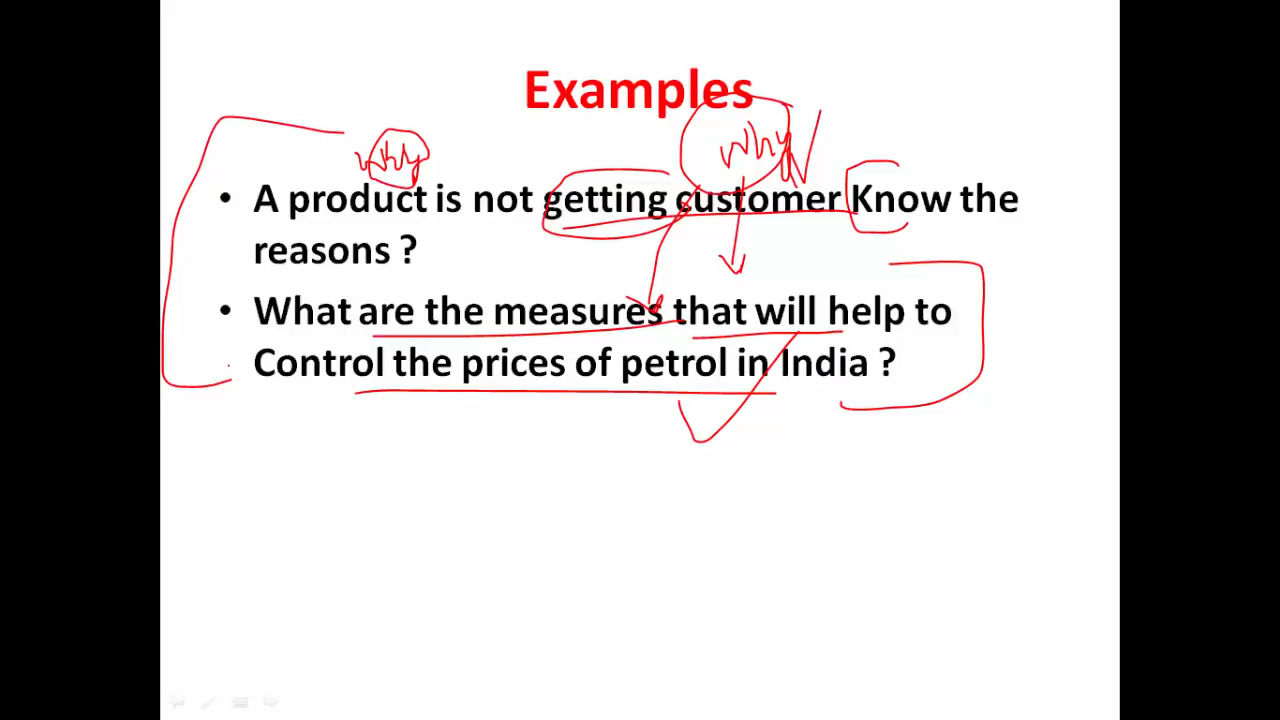 Examples
why
why
• A product is not getting customer Know the
reasons ?
• What are the measures that will help to
Control the prices of petrol in India ?